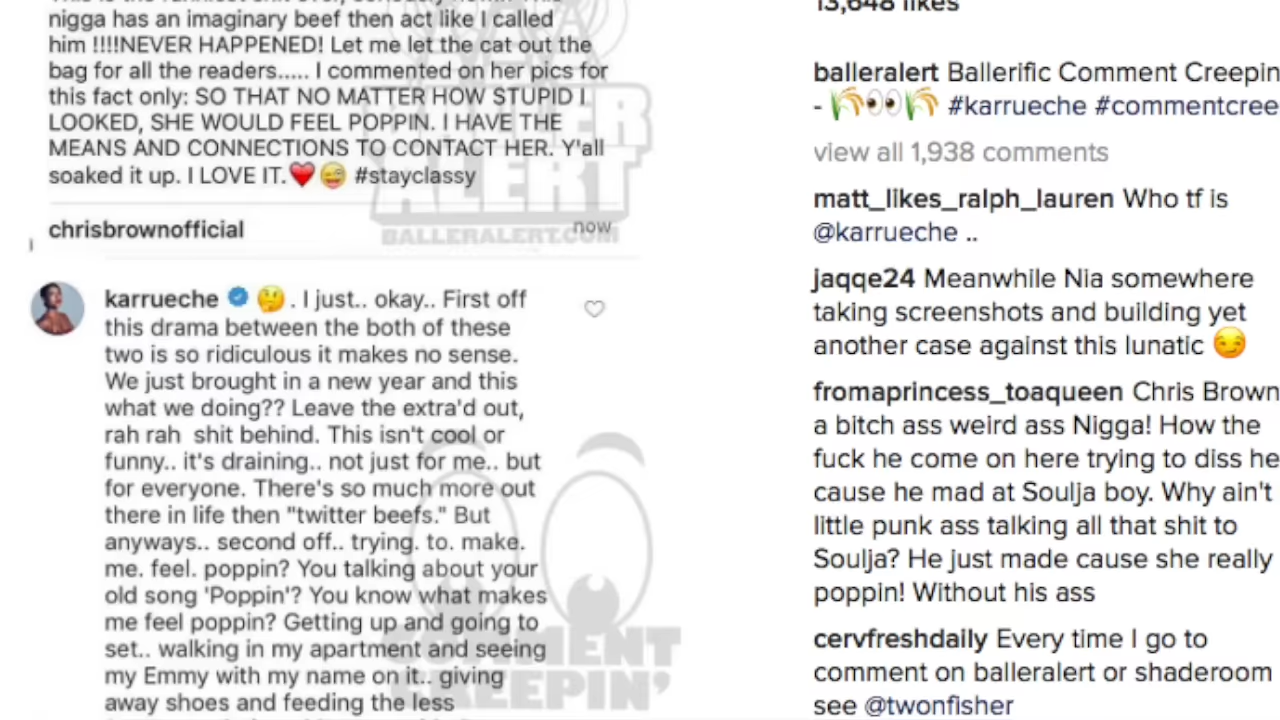 nigga has an imaginary beef then act like I called
him !!!!NEVER HAPPENED! Let me let the cat out the
bag for all the readers..... I commented on her pics for
this fact only: SO THAT NO MATTER HOW STUPID I
LOOKED, SHE WOULD FEEL POPPIN. I HAVE THE
MEANS AND CONNECTIONS TO CONTACT HER. Y'all
soaked it up. I LOVE IT.❤️😜 #stayclassy
chrisbrownofficial now
BALLER
ALERT
BALLERALERT.COM
karrueche 🤔 . I just.. okay.. First off
this drama between the both of these
two is so ridiculous it makes no sense.
We just brought in a new year and this
what we doing?? Leave the extra'd out,
rah rah shit behind. This isn't cool or
funny.. it's draining.. not just for me.. but
for everyone. There's so much more out
there in life then "twitter beefs." But
anyways.. second off.. trying. to. make.
me. feel. poppin? You talking about your
old song 'Poppin'? You know what makes
me feel poppin? Getting up and going to
set.. walking in my apartment and seeing
my Emmy with my name on it.. giving
away shoes and feeding the less
COMMENT
CREEPIN'
13,648 likes
balleralert Ballerific Comment Creepin
- 🌾👀🌾 #karrueche #commentcree
view all 1,938 comments
matt_likes_ralph_lauren Who tf is
@karrueche ..
jaqqe24 Meanwhile Nia somewhere
taking screenshots and building yet
another case against this lunatic 😏
fromaprincess_toaqueen Chris Brown
a bitch ass weird ass Nigga! How the
fuck he come on here trying to diss he
cause he mad at Soulja boy. Why ain't
little punk ass talking all that shit to
Soulja? He just made cause she really
poppin! Without his ass
cervfreshdaily Every time I go to
comment on balleralert or shaderoom
see @twonfisher